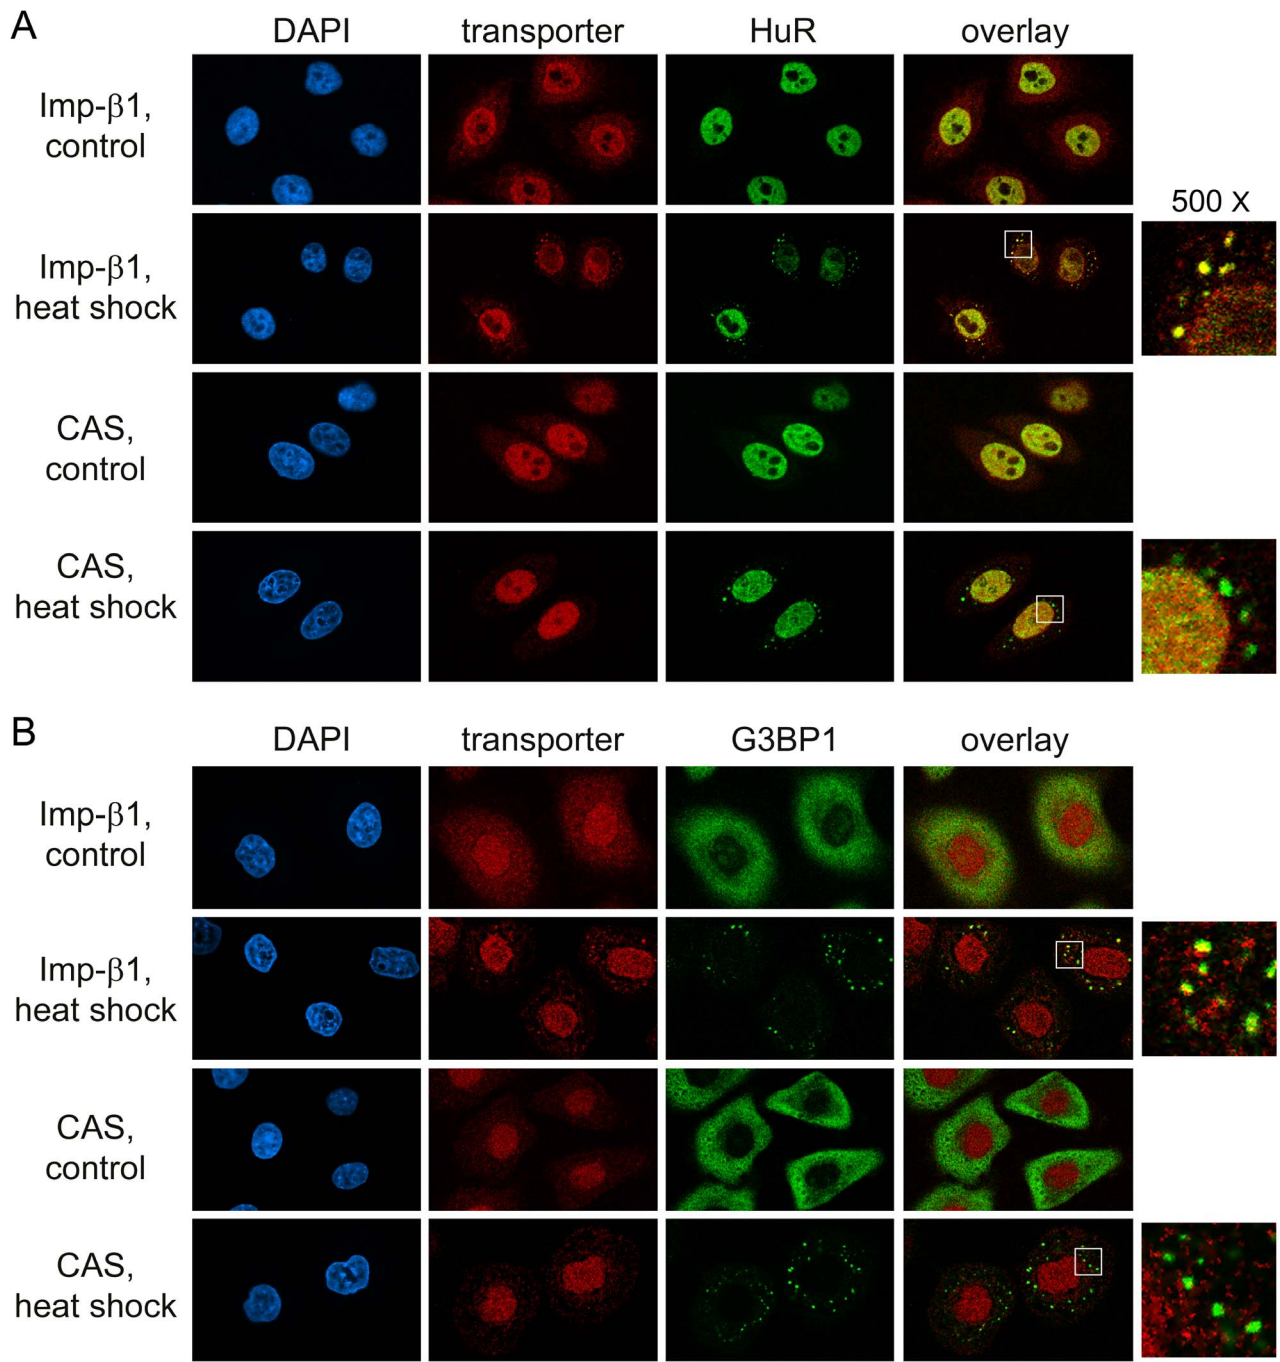 A
DAPI transporter HuR overlay
Imp-β1,
control
500 X
Imp-β1,
heat shock
CAS,
control
CAS,
heat shock
B
DAPI transporter G3BP1 overlay
Imp-β1,
control
Imp-β1,
heat shock
CAS,
control
CAS,
heat shock